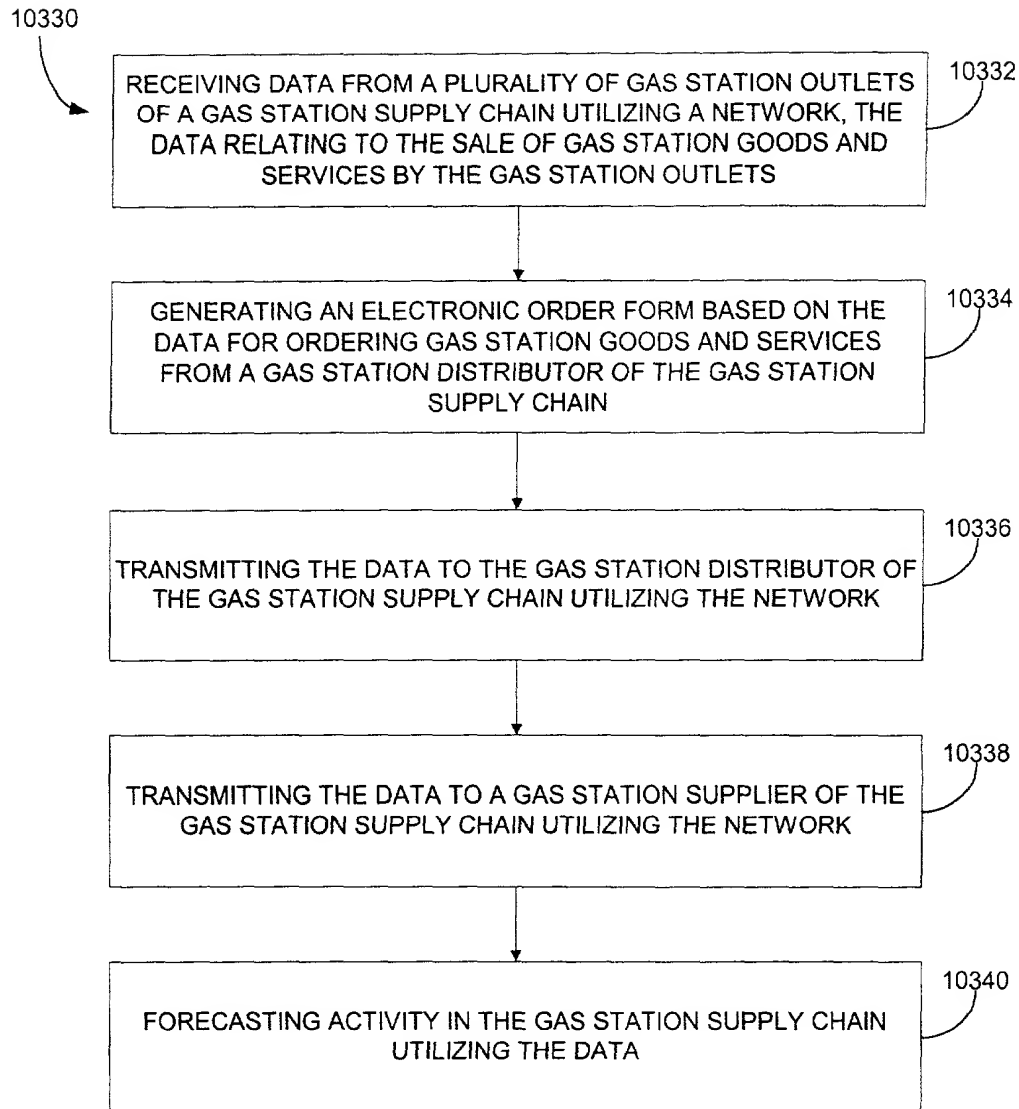 10330
RECEIVING DATA FROM A PLURALITY OF GAS STATION OUTLETS
OF A GAS STATION SUPPLY CHAIN UTILIZING A NETWORK, THE
DATA RELATING TO THE SALE OF GAS STATION GOODS AND
SERVICES BY THE GAS STATION OUTLETS
10332
GENERATING AN ELECTRONIC ORDER FORM BASED ON THE
DATA FOR ORDERING GAS STATION GOODS AND SERVICES
FROM A GAS STATION DISTRIBUTOR OF THE GAS STATION
SUPPLY CHAIN
10334
TRANSMITTING THE DATA TO THE GAS STATION DISTRIBUTOR OF
THE GAS STATION SUPPLY CHAIN UTILIZING THE NETWORK
10336
TRANSMITTING THE DATA TO A GAS STATION SUPPLIER OF THE
GAS STATION SUPPLY CHAIN UTILIZING THE NETWORK
10338
FORECASTING ACTIVITY IN THE GAS STATION SUPPLY CHAIN
UTILIZING THE DATA
10340